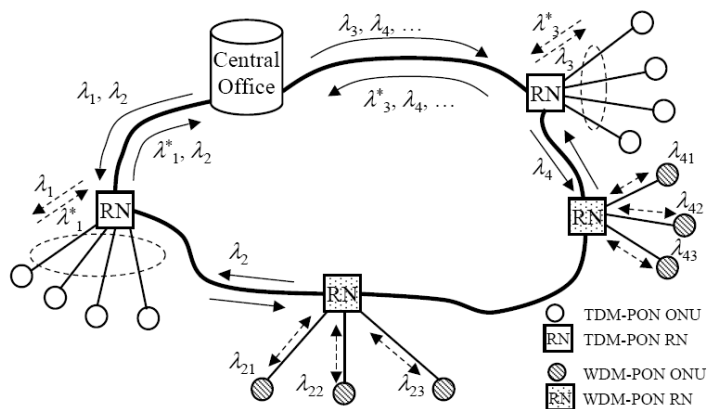 λ3, λ4, …
λ*3
λ3
Central
Office
RN
λ1, λ2
λ*3, λ4, …
λ*1, λ2
λ4
λ41
λ1
λ42
RN
RN
λ*1
λ43
λ2
RN
TDM-PON ONU
RN TDM-PON RN
λ21
λ22
λ23
WDM-PON ONU
RN WDM-PON RN